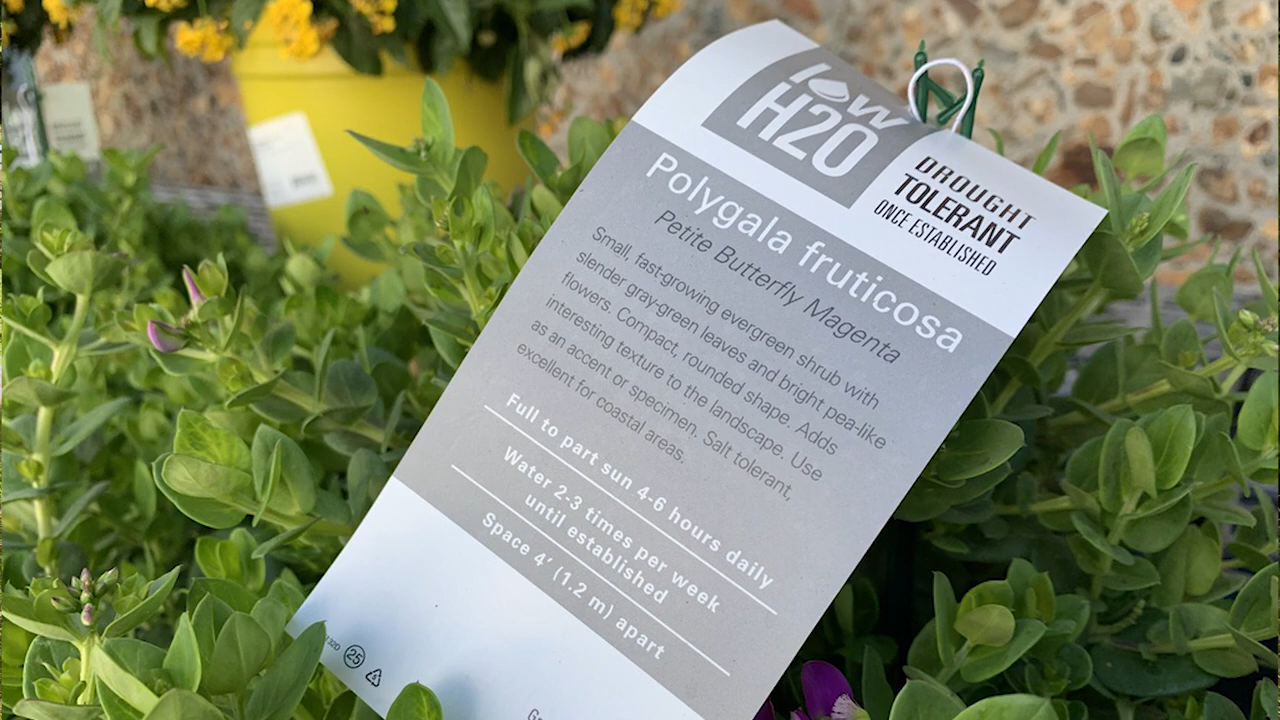 low
H2O
DROUGHT
TOLERANT
ONCE ESTABLISHED
Polygala fruticosa
Petite Butterfly Magenta
Small, fast-growing evergreen shrub with
slender gray-green leaves and bright pea-like
flowers. Compact, rounded shape. Adds
interesting texture to the landscape. Use
as an accent or specimen. Salt tolerant,
excellent for coastal areas.
Full to part sun 4-6 hours daily
Water 2-3 times per week
until established
Space 4' (1.2 m) apart
25